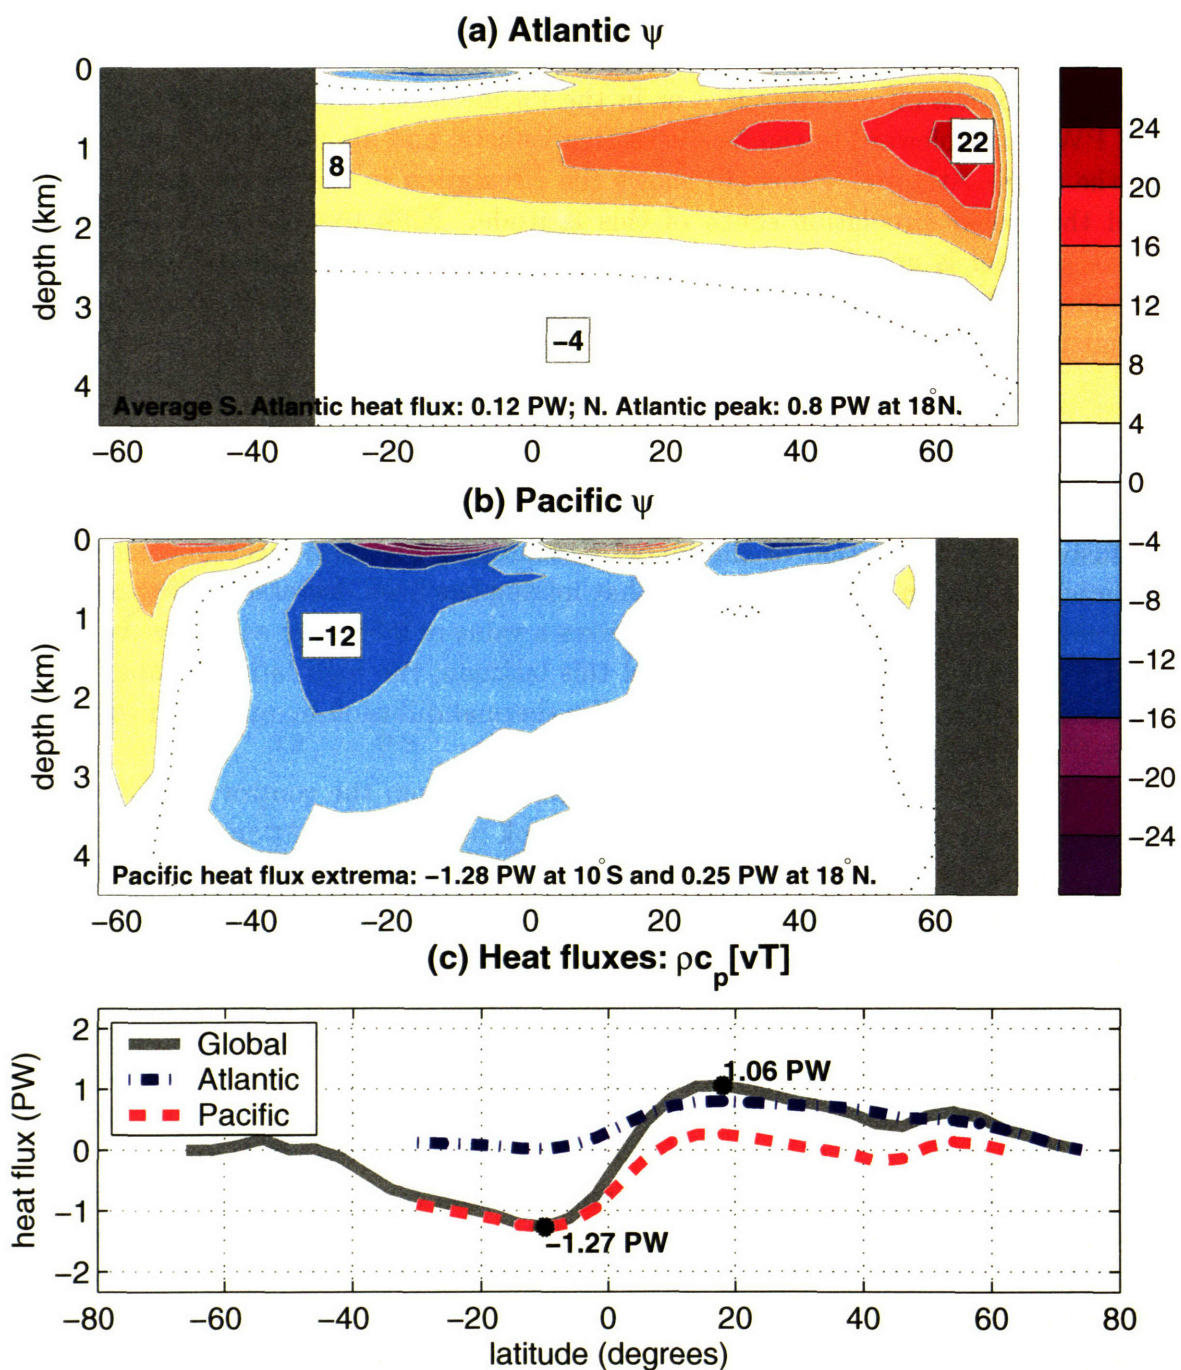 (a) Atlantic ψ
0
1
2
3
4
depth (km)
8
22
−4
Average S. Atlantic heat flux: 0.12 PW; N. Atlantic peak: 0.8 PW at 18°N.
−60 −40 −20 0 20 40 60
24
20
16
12
8
4
0
−4
−8
−12
−16
−20
−24
(b) Pacific ψ
0
1
2
3
4
depth (km)
−12
Pacific heat flux extrema: −1.28 PW at 10°S and 0.25 PW at 18°N.
−60 −40 −20 0 20 40 60
(c) Heat fluxes: ρcp[vT]
2
1
0
−1
−2
heat flux (PW)
Global
Atlantic
Pacific
1.06 PW
−1.27 PW
−80 −60 −40 −20 0 20 40 60 80
latitude (degrees)